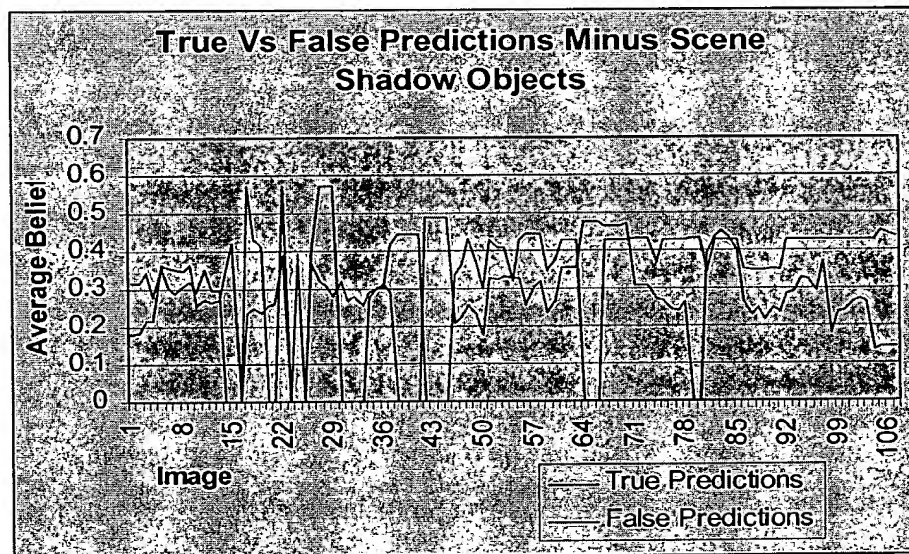 True Vs False Predictions Minus Scene
Shadow Objects
Average Belief
0.7
0.6
0.5
0.4
0.3
0.2
0.1
0
1 8 15 22 29 36 43 50 57 64 71 78 85 92 99 106
Image
True Predictions
False Predictions